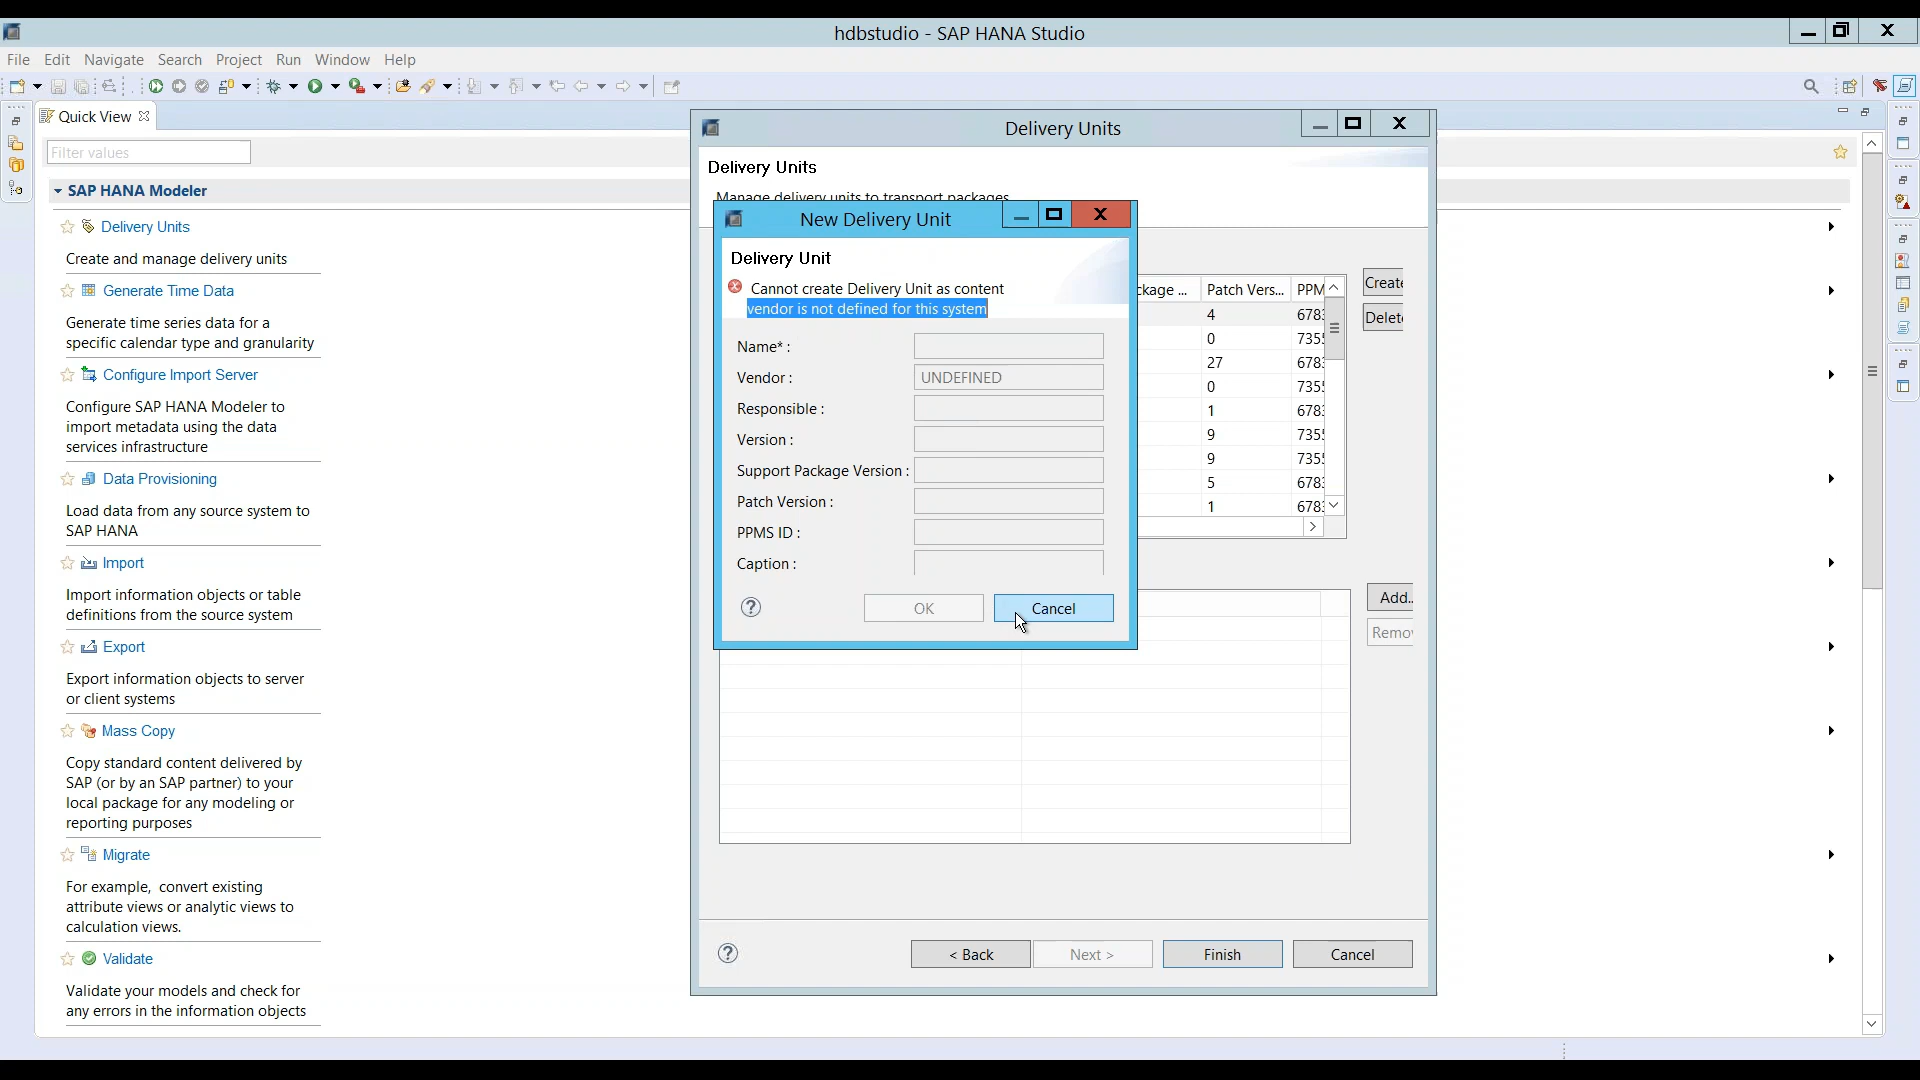 hdbstudio - SAP HANA Studio
File Edit Navigate Search Project Run Window Help
Quick View
Filter values
SAP HANA Modeler
Delivery Units
Create and manage delivery units
Generate Time Data
Generate time series data for a
specific calendar type and granularity
Configure Import Server
Configure SAP HANA Modeler to
import metadata using the data
services infrastructure
Data Provisioning
Load data from any source system to
SAP HANA
Import
Import information objects or table
definitions from the source system
Export
Export information objects to server
or client systems
Mass Copy
Copy standard content delivered by
SAP (or by an SAP partner) to your
local package for any modeling or
reporting purposes
Migrate
For example, convert existing
attribute views or analytic views to
calculation views.
Validate
Validate your models and check for
any errors in the information objects
Delivery Units
Delivery Units
Manage delivery units to transport packages
New Delivery Unit
Delivery Unit
Cannot create Delivery Unit as content
vendor is not defined for this system
Name* :
Vendor : UNDEFINED
Responsible :
Version :
Support Package Version :
Patch Version :
PPMS ID :
Caption :
OK Cancel
ckage ... Patch Vers... PPM
4 678
0 735
27 678
0 735
1 678
9 735
9 735
5 678
1 678
Create
Delete
Add..
Remo
< Back Next > Finish Cancel